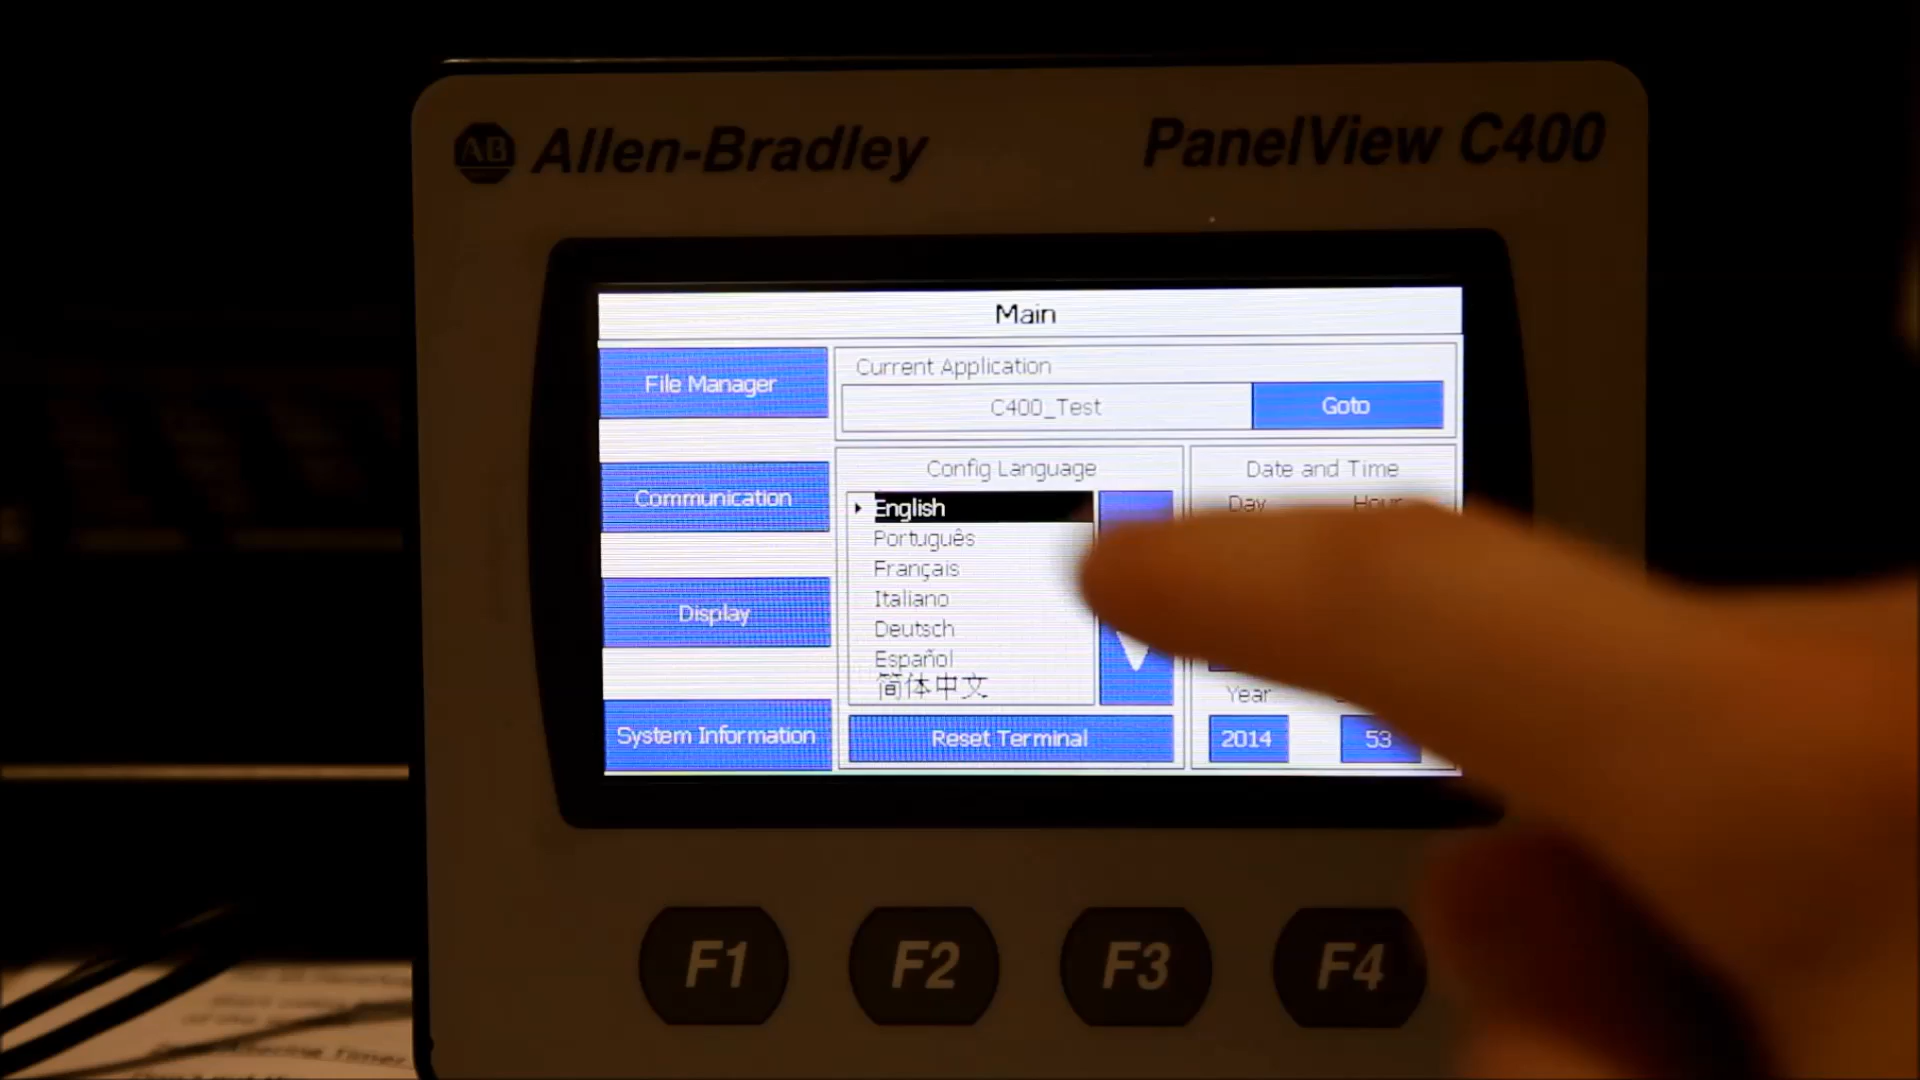 AB Allen-Bradley
PanelView C400
Main
File Manager
Communication
Display
System Information
Current Application
C400_Test
Goto
Config Language
English
Português
Français
Italiano
Deutsch
Español
简体中文
Reset Terminal
Date and Time
Day Hour
Year
2014 53
F1 F2 F3 F4